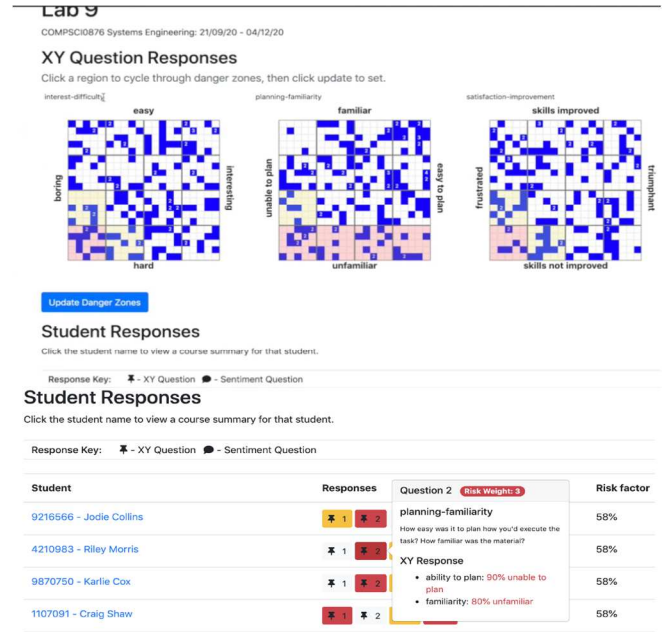 Lab 9
COMPSCI0876 Systems Engineering: 21/09/20 - 04/12/20
XY Question Responses
Click a region to cycle through danger zones, then click update to set.
interest-difficulty
planning-familiarity
satisfaction-improvement
easy
familiar
skills improved
boring
interesting
unable to plan
easy to plan
frustrated
triumphant
hard
unfamiliar
skills not improved
Update Danger Zones
Student Responses
Click the student name to view a course summary for that student.
Response Key: - XY Question - Sentiment Question
Student Responses
Click the student name to view a course summary for that student.
Response Key: - XY Question - Sentiment Question
Student Responses Risk factor
9216566 - Jodie Collins 1 2 58%
4210983 - Riley Morris 1 2 58%
9870750 - Karlie Cox 1 2 58%
1107091 - Craig Shaw 1 2 58%
Question 2 Risk Weight: 3
planning-familiarity
How easy was it to plan how you'd execute the
task? How familiar was the material?
XY Response
• ability to plan: 90% unable to
plan
• familiarity: 80% unfamiliar